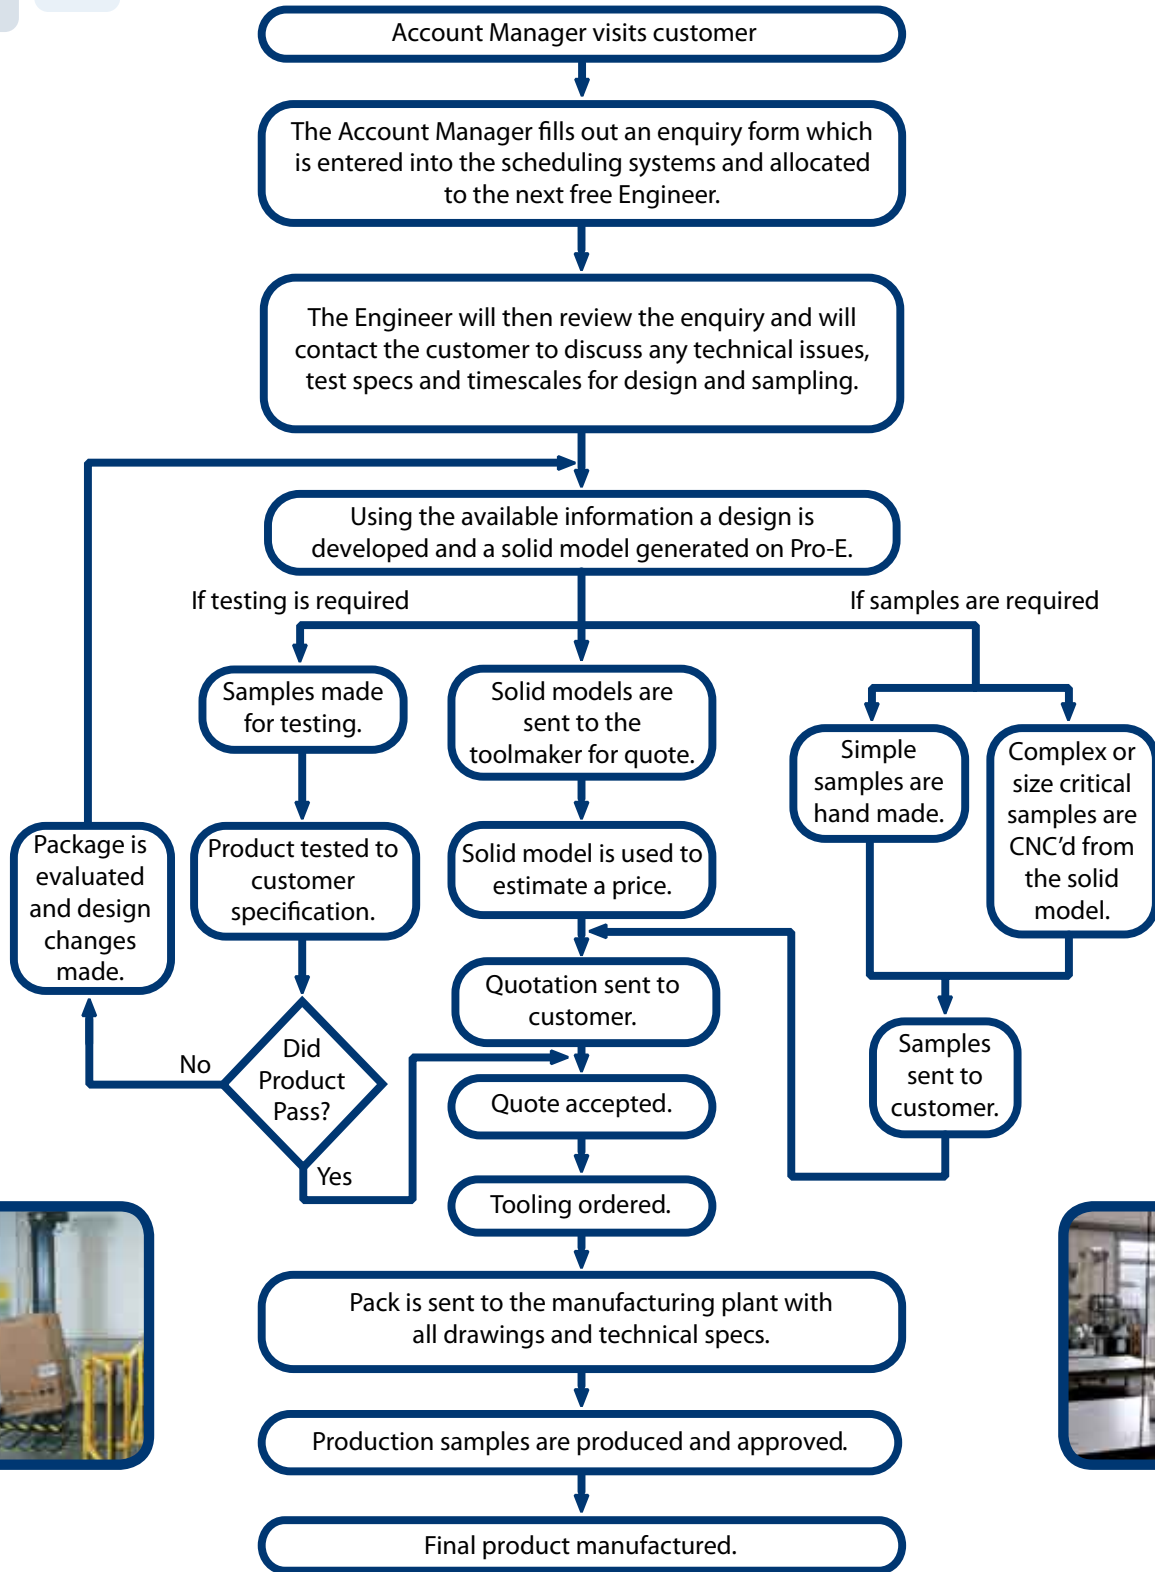 Account Manager visits customer
The Account Manager fills out an enquiry form which
is entered into the scheduling systems and allocated
to the next free Engineer.
The Engineer will then review the enquiry and will
contact the customer to discuss any technical issues,
test specs and timescales for design and sampling.
Using the available information a design is
developed and a solid model generated on Pro-E.
If testing is required
If samples are required
Samples made
for testing.
Solid models are
sent to the
toolmaker for quote.
Simple
samples are
hand made.
Complex or
size critical
samples are
CNC'd from
the solid
model.
Package is
evaluated
and design
changes
made.
Product tested to
customer
specification.
Solid model is used to
estimate a price.
Quotation sent to
customer.
Samples
sent to
customer.
No
Did
Product
Pass?
Yes
Quote accepted.
Tooling ordered.
Pack is sent to the manufacturing plant with
all drawings and technical specs.
Production samples are produced and approved.
Final product manufactured.